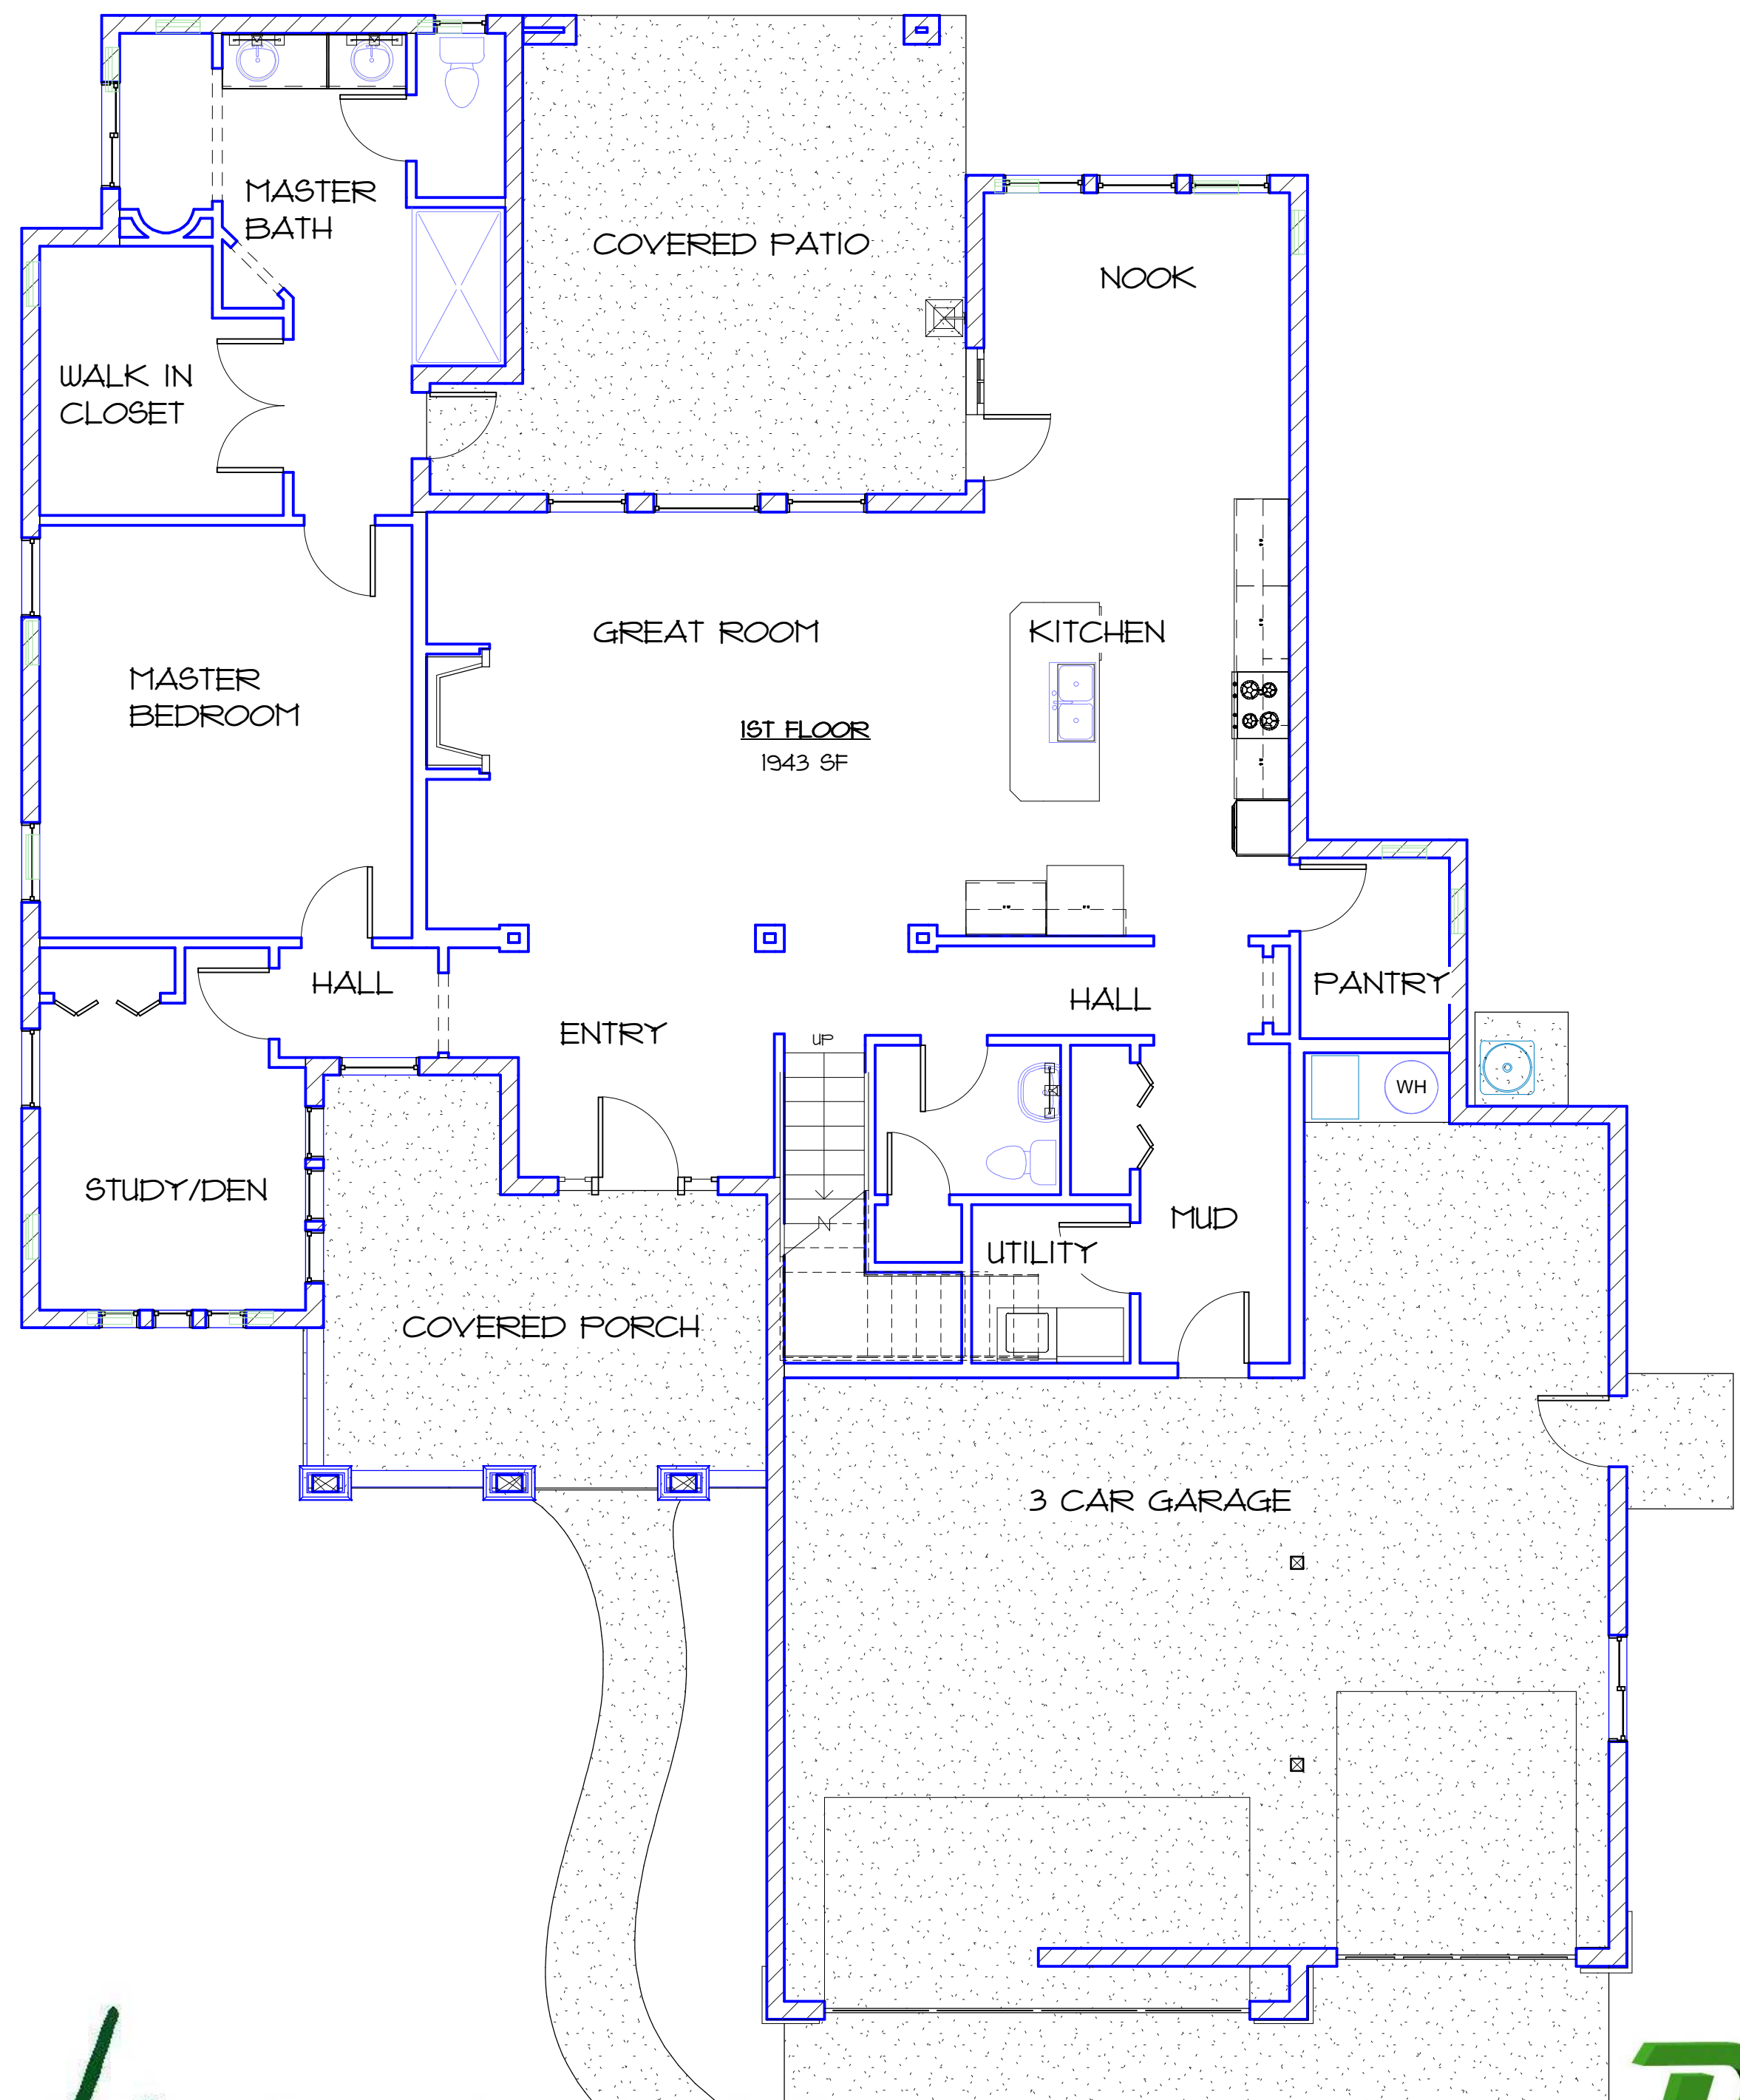 MASTER
BATH
COVERED PATIO
NOOK
WALK IN
CLOSET
GREAT ROOM
KITCHEN
MASTER
BEDROOM
1ST FLOOR
1943 SF
HALL
PANTRY
HALL
ENTRY
UP
WH
STUDY/DEN
MUD
UTILITY
COVERED PORCH
3 CAR GARAGE